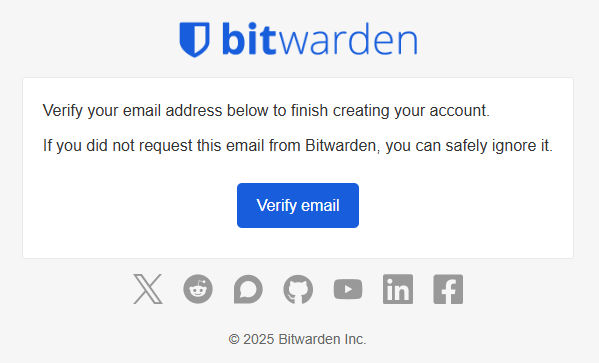 bitwarden
Verify your email address below to finish creating your account.
If you did not request this email from Bitwarden, you can safely ignore it.
Verify email
© 2025 Bitwarden Inc.